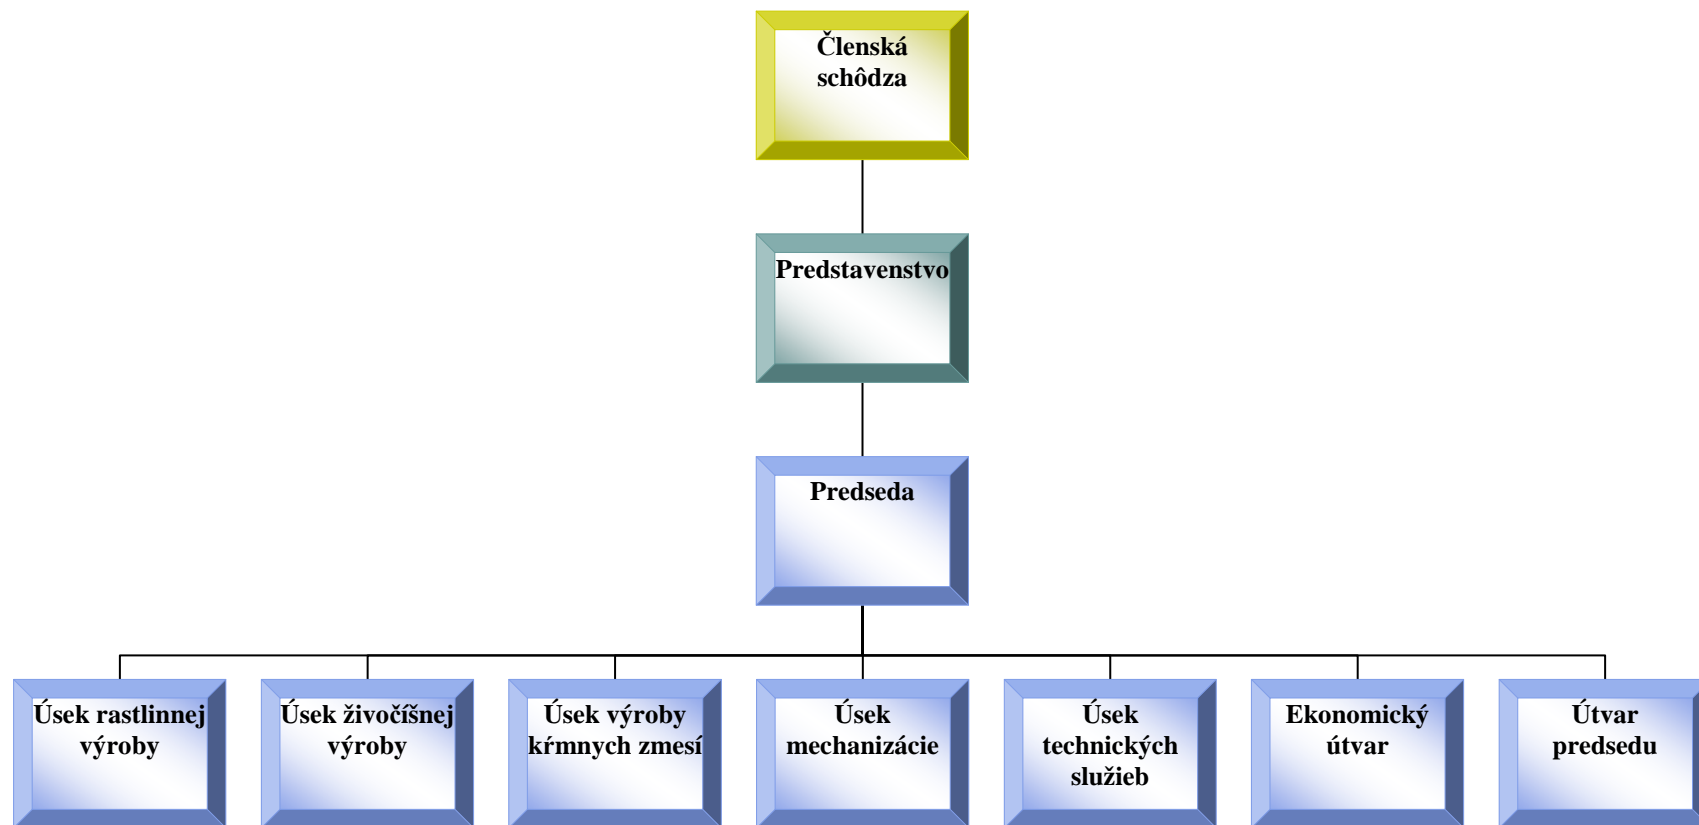 Členská
schôdza
Predstavenstvo
Predseda
Úsek rastlinnej
výroby
Úsek živočíšnej
výroby
Úsek výroby
kŕmnych zmesí
Úsek
mechanizácie
Úsek
technických
služieb
Ekonomický
útvar
Útvar
predsedu